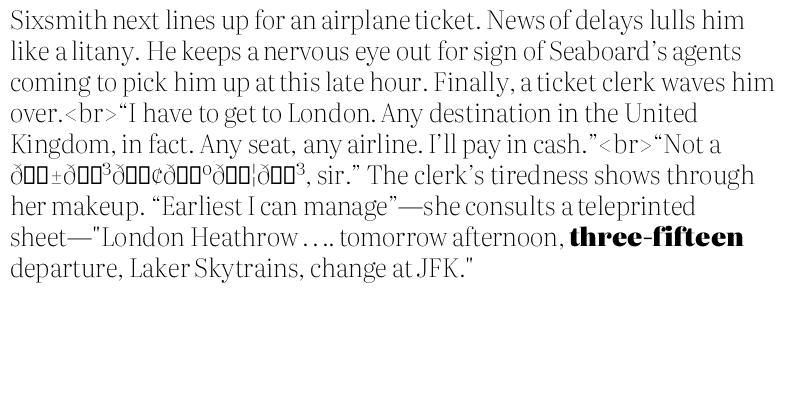 Sixsmith next lines up for an airplane ticket. News of delays lulls him
like a litany. He keeps a nervous eye out for sign of Seaboard’s agents
coming to pick him up at this late hour. Finally, a ticket clerk waves him
over.<br>“I have to get to London. Any destination in the United
Kingdom, in fact. Any seat, any airline. I’ll pay in cash.”<br>“Not a
sir.” The clerk’s tiredness shows through
her makeup. “Earliest I can manage”—she consults a teleprinted
sheet—"London Heathrow . . . . tomorrow afternoon, three-fifteen
departure, Laker Skytrains, change at JFK."